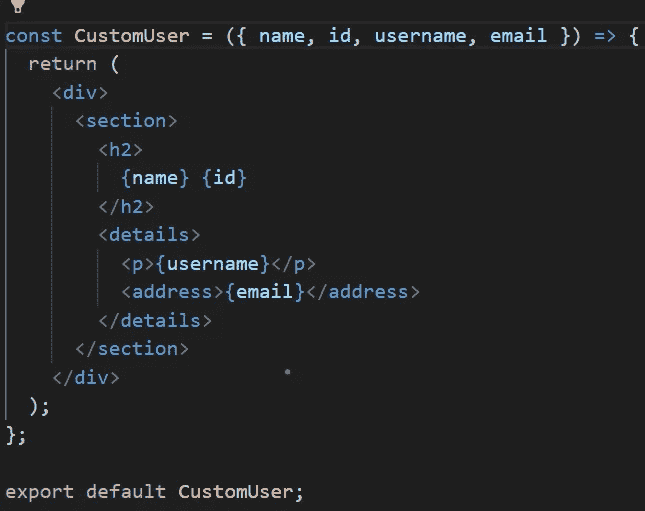 const CustomUser = ({ name, id, username, email }) => {
  return (
    <div>
      <section>
        <h2>
          {name} {id}
        </h2>
        <details>
          <p>{username}</p>
          <address>{email}</address>
        </details>
      </section>
    </div>
  );
};

export default CustomUser;